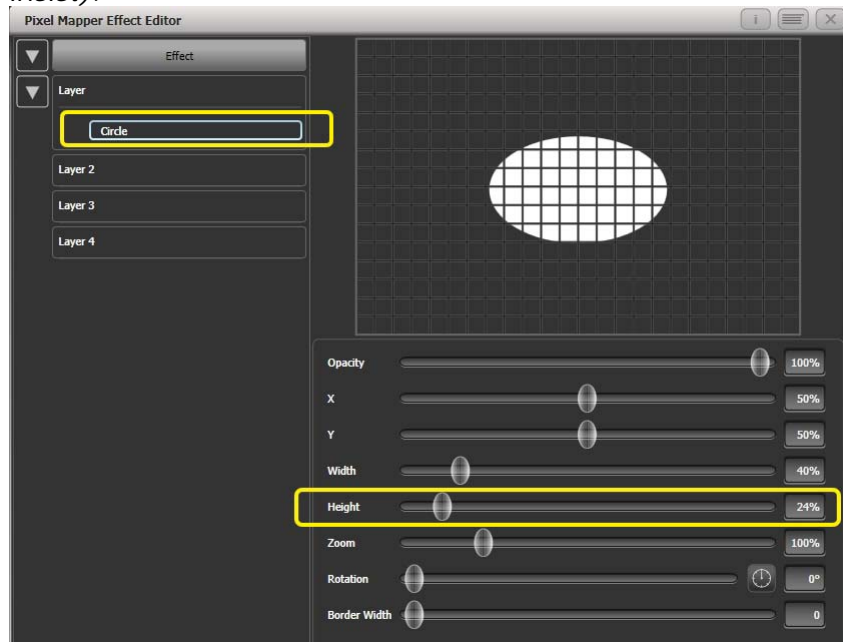 Pixel Mapper Effect Editor
Effect
Layer
Circle
Layer 2
Layer 3
Layer 4
Opacity 100%
X 50%
Y 50%
Width 40%
Height 24%
Zoom 100%
Rotation 0°
Border Width 0